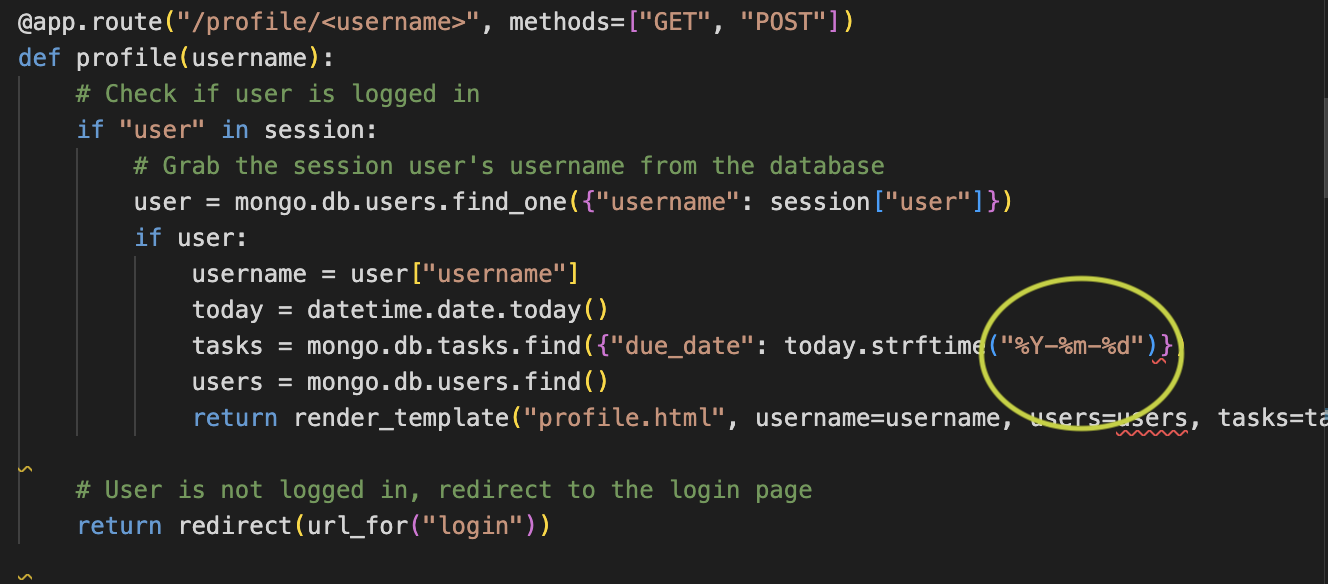 @app.route("/profile/<username>", methods=["GET", "POST"])
def profile(username):
    # Check if user is logged in
    if "user" in session:
        # Grab the session user's username from the database
        user = mongo.db.users.find_one({"username": session["user"]})
        if user:
            username = user["username"]
            today = datetime.date.today()
            tasks = mongo.db.tasks.find({"due_date": today.strftime("%Y-%m-%d")})
            users = mongo.db.users.find()
            return render_template("profile.html", username=username, users=users, tasks=ta
    # User is not logged in, redirect to the login page
    return redirect(url_for("login"))